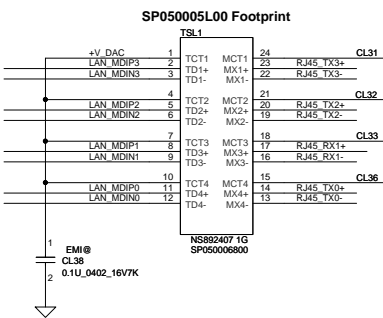 SP050005L00 Footprint
TSL1
+V_DAC 1 TCT1 MCT1 24 CL31
LAN_MDIP3 2 TD1+ MX1+ 23 RJ45_TX3+
LAN_MDIN3 3 TD1- MX1- 22 RJ45_TX3-
4 TCT2 MCT2 21 CL32
LAN_MDIP2 5 TD2+ MX2+ 20 RJ45_TX2+
LAN_MDIN2 6 TD2- MX2- 19 RJ45_TX2-
7 TCT3 MCT3 18 CL33
LAN_MDIP1 8 TD3+ MX3+ 17 RJ45_RX1+
LAN_MDIN1 9 TD3- MX3- 16 RJ45_RX1-
10 TCT4 MCT4 15 CL36
LAN_MDIP0 11 TD4+ MX4+ 14 RJ45_TX0+
LAN_MDIN0 12 TD4- MX4- 13 RJ45_TX0-
NS892407 1G
SP050006800
1
EMI@
CL38
0.1U_0402_16V7K
2